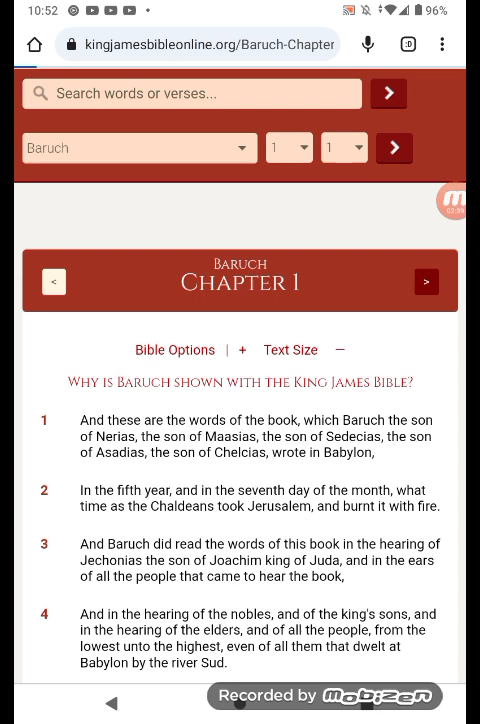 10:52
96%
kingjamesbibleonline.org/Baruch-Chapter
:D
Search words or verses...
Baruch 1 1
02:99
BARUCH
CHAPTER 1
< >
Bible Options | + Text Size —
WHY IS BARUCH SHOWN WITH THE KING JAMES BIBLE?
1 And these are the words of the book, which Baruch the son
of Nerias, the son of Maasias, the son of Sedecias, the son
of Asadias, the son of Chelcias, wrote in Babylon,
2 In the fifth year, and in the seventh day of the month, what
time as the Chaldeans took Jerusalem, and burnt it with fire.
3 And Baruch did read the words of this book in the hearing of
Jechonias the son of Joachim king of Juda, and in the ears
of all the people that came to hear the book,
4 And in the hearing of the nobles, and of the king's sons, and
in the hearing of the elders, and of all the people, from the
lowest unto the highest, even of all them that dwelt at
Babylon by the river Sud.
Recorded by mobizen